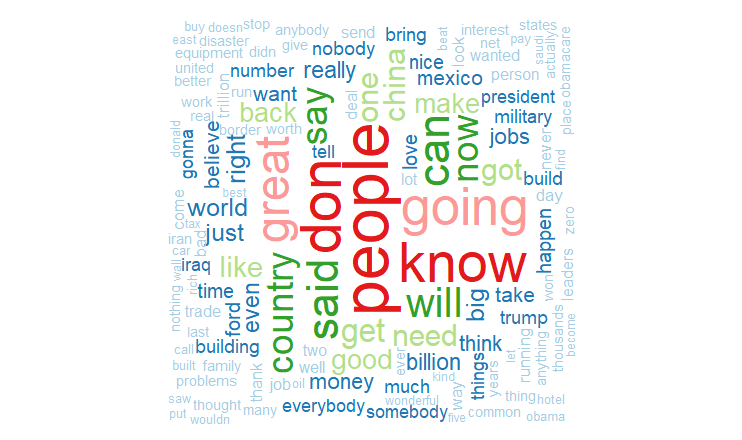 buy doesn stop anybody send interest states
east disaster didn give nobody bring beat look net pay saudi actually obamacare
equipment number really nice wanted
united want deal one china mexico person place
better trillion say make president
work run back military
real border worth can now jobs never find
donald gonna believe right great tell people love lot got build
come best don day
world going zero
tax just know happen
iran bad
car like said will big won leaders
iraq wall rich
nothing time even country take
trade ford get need trump become
last building two good think thousands
call billion things running let anything
built family well ever years
problems thank job oil money much kind way thing hotel
saw thought many everybody wonderful
put wouldn somebody five common obama